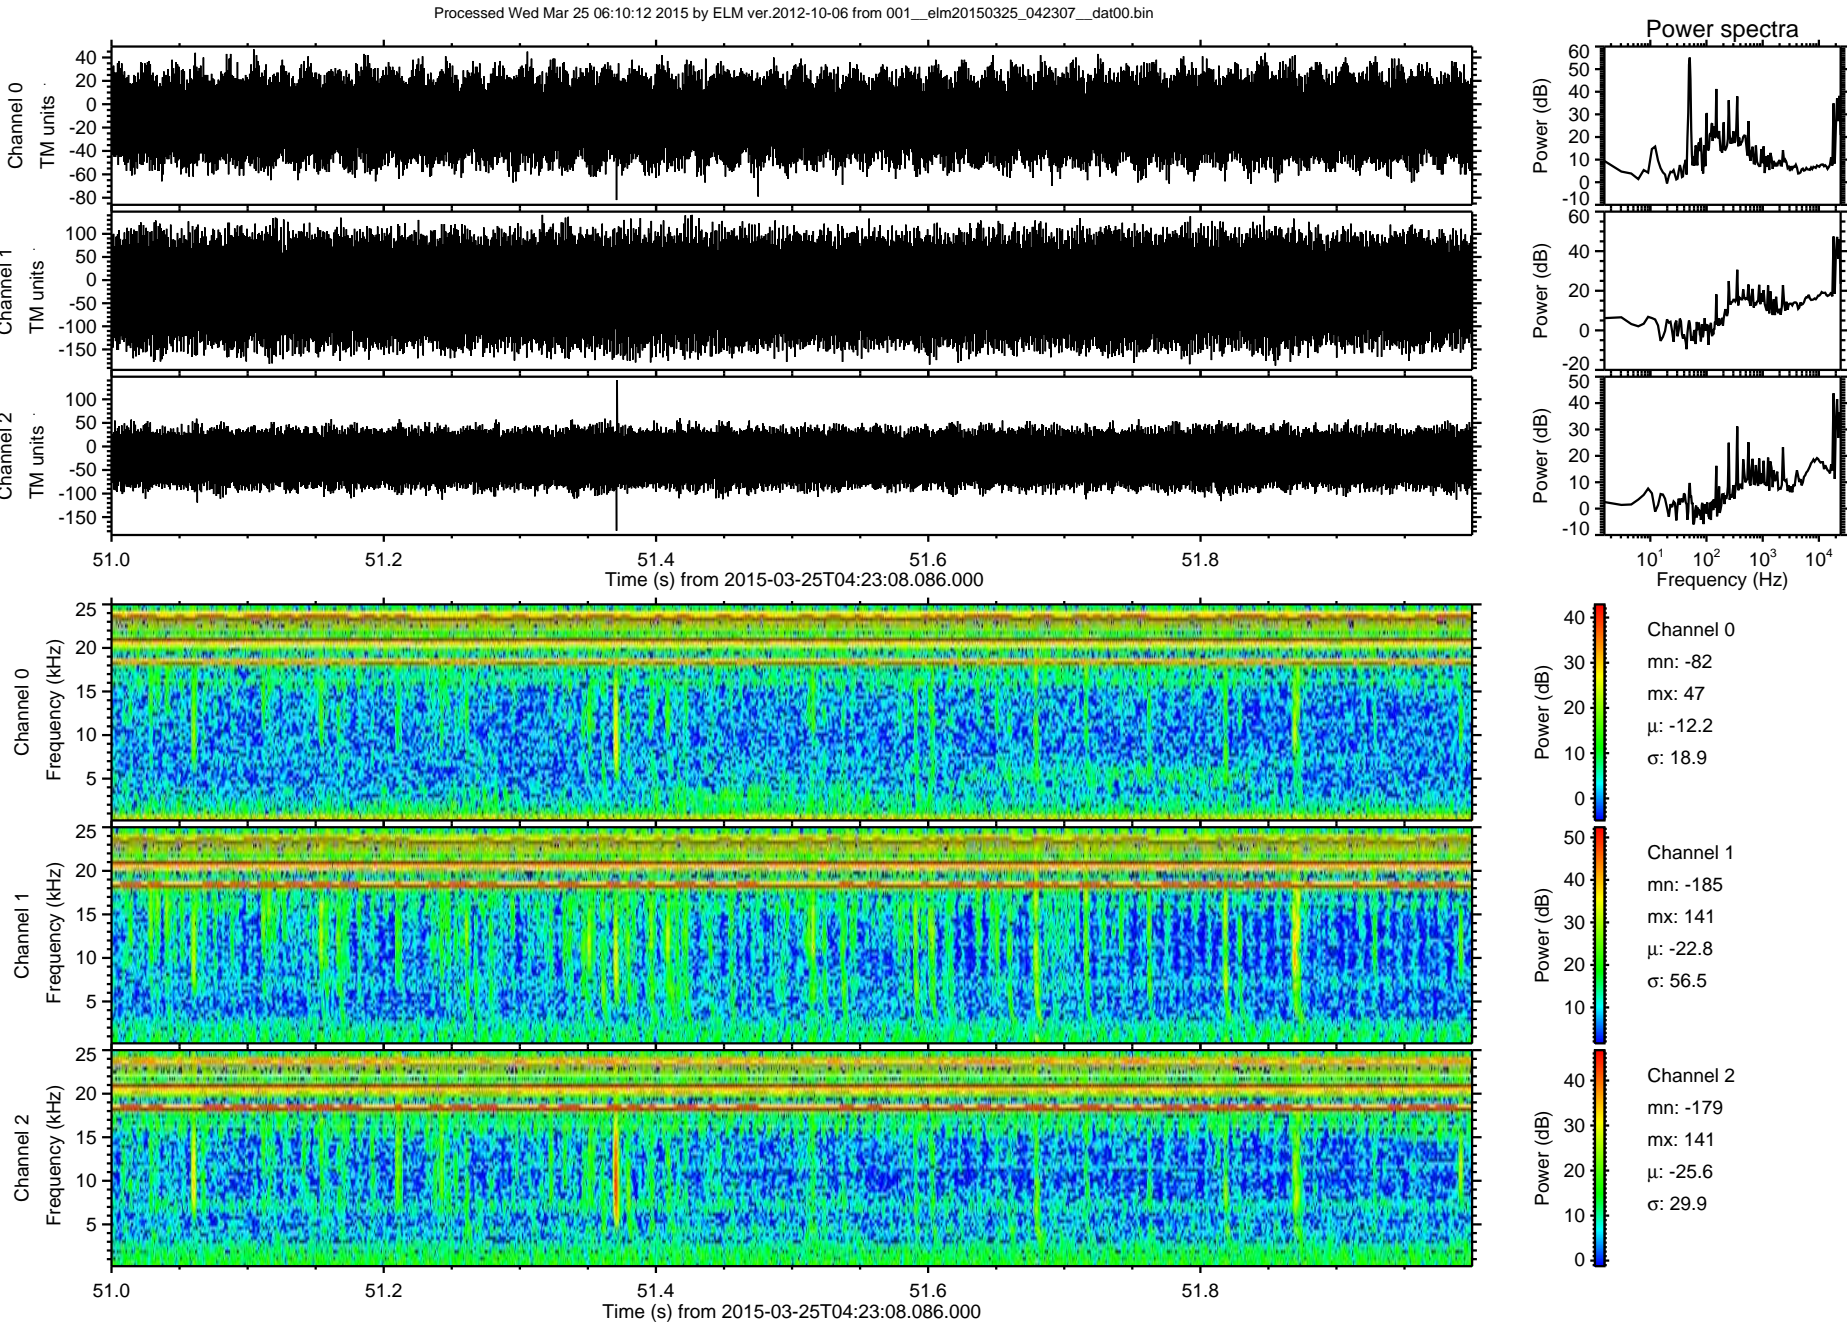 Processed Wed Mar 25 06:10:12 2015 by ELM ver.2012-10-06 from 001__elm20150325_042307__dat00.bin
Power spectra
Channel 0
TM units
40
20
0
-20
-40
-60
-80
Power (dB)
60
50
40
30
20
10
0
-10
Channel 1
TM units
100
50
0
-50
-100
-150
Power (dB)
60
40
20
0
-20
Channel 2
TM units
100
50
0
-50
-100
-150
Power (dB)
50
40
30
20
10
0
-10
51.0 51.2 51.4 51.6 51.8
Time (s) from 2015-03-25T04:23:08.086.000
10^1 10^2 10^3 10^4
Frequency (Hz)
Channel 0
Frequency (kHz)
25
20
15
10
5
Power (dB)
40
30
20
10
0
Channel 0
mn: -82
mx: 47
μ: -12.2
σ: 18.9
Channel 1
Frequency (kHz)
25
20
15
10
5
Power (dB)
50
40
30
20
10
Channel 1
mn: -185
mx: 141
μ: -22.8
σ: 56.5
Channel 2
Frequency (kHz)
25
20
15
10
5
Power (dB)
40
30
20
10
0
Channel 2
mn: -179
mx: 141
μ: -25.6
σ: 29.9
51.0 51.2 51.4 51.6 51.8
Time (s) from 2015-03-25T04:23:08.086.000